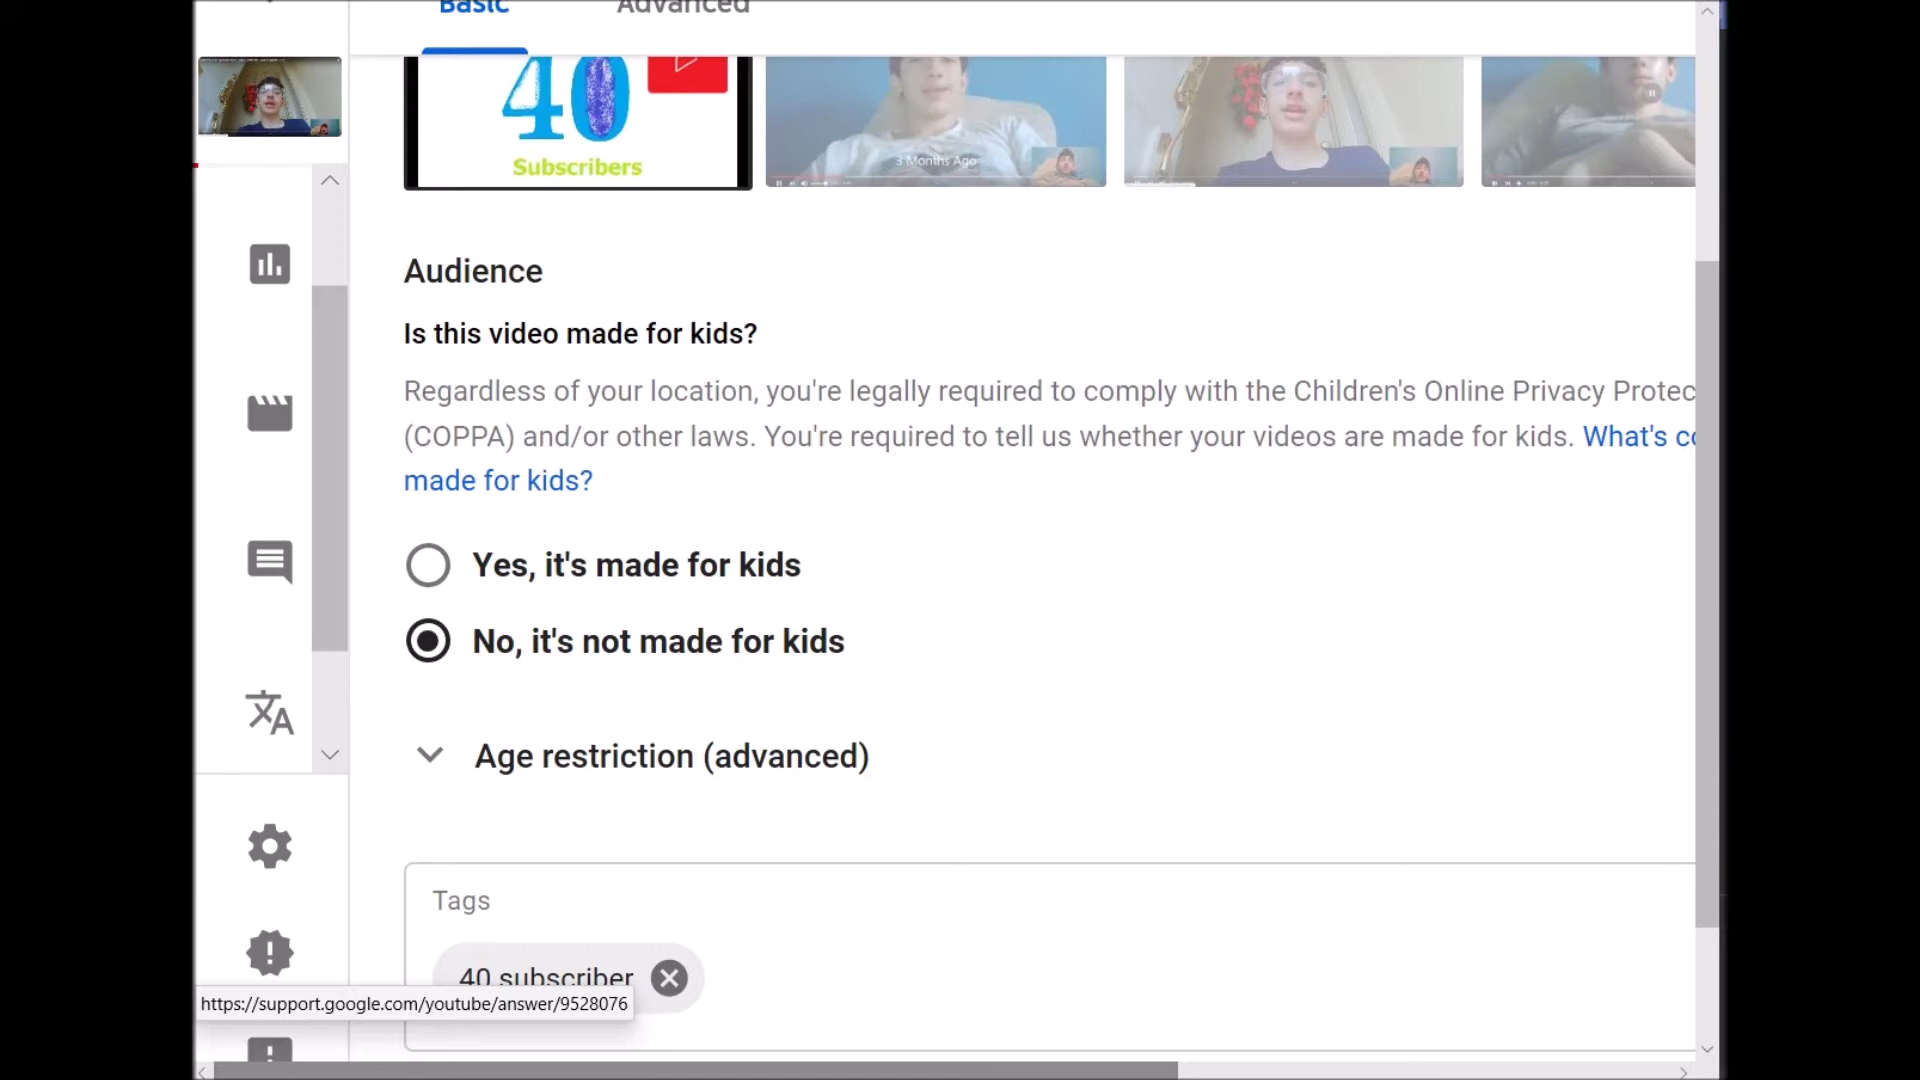 Basic
Advanced
40
Subscribers
3 Months Ago
Audience
Is this video made for kids?
Regardless of your location, you're legally required to comply with the Children's Online Privacy Protec
(COPPA) and/or other laws. You're required to tell us whether your videos are made for kids. What's co
made for kids?
Yes, it's made for kids
No, it's not made for kids
Age restriction (advanced)
Tags
40 subscriber
https://support.google.com/youtube/answer/9528076